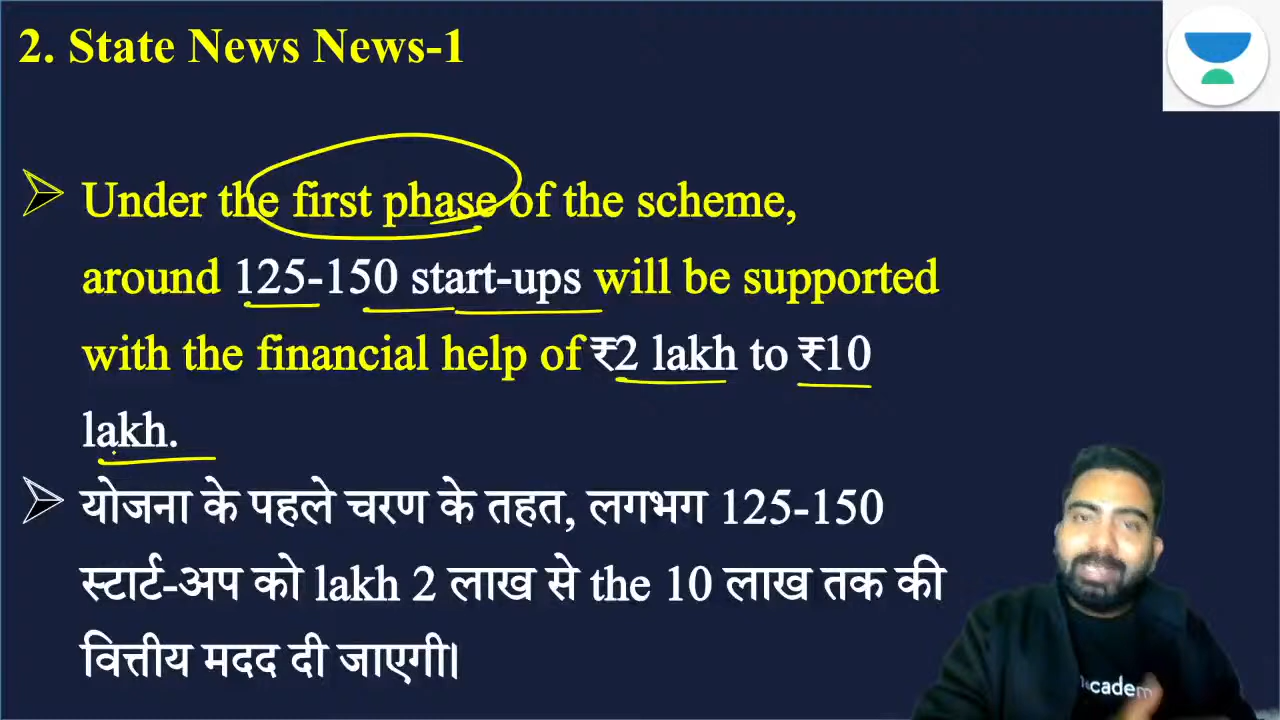 2. State News News-1
Under the first phase of the scheme,
around 125-150 start-ups will be supported
with the financial help of ₹2 lakh to ₹10
lakh.
योजना के पहले चरण के तहत, लगभग 125-150
स्टार्ट-अप को lakh 2 लाख से the 10 लाख तक की
वित्तीय मदद दी जाएगी।